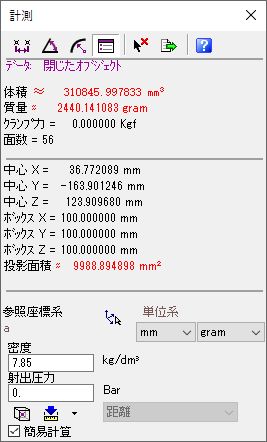 計測
データ: 閉じたオブジェクト
体積 ≈ 310845.997833 mm³
質量 ≈ 2440.141083 gram
クランプ力 = 0.000000 Kgf
面数 = 56
中心 X = 36.772089 mm
中心 Y = -163.901246 mm
中心 Z = 123.909680 mm
ボックス X = 100.000000 mm
ボックス Y = 100.000000 mm
ボックス Z = 100.000000 mm
投影面積 ≈ 9988.894898 mm²
参照座標系 単位系
a mm gram
密度
7.85 kg/dm³
射出圧力
0. Bar
距離
簡易計算